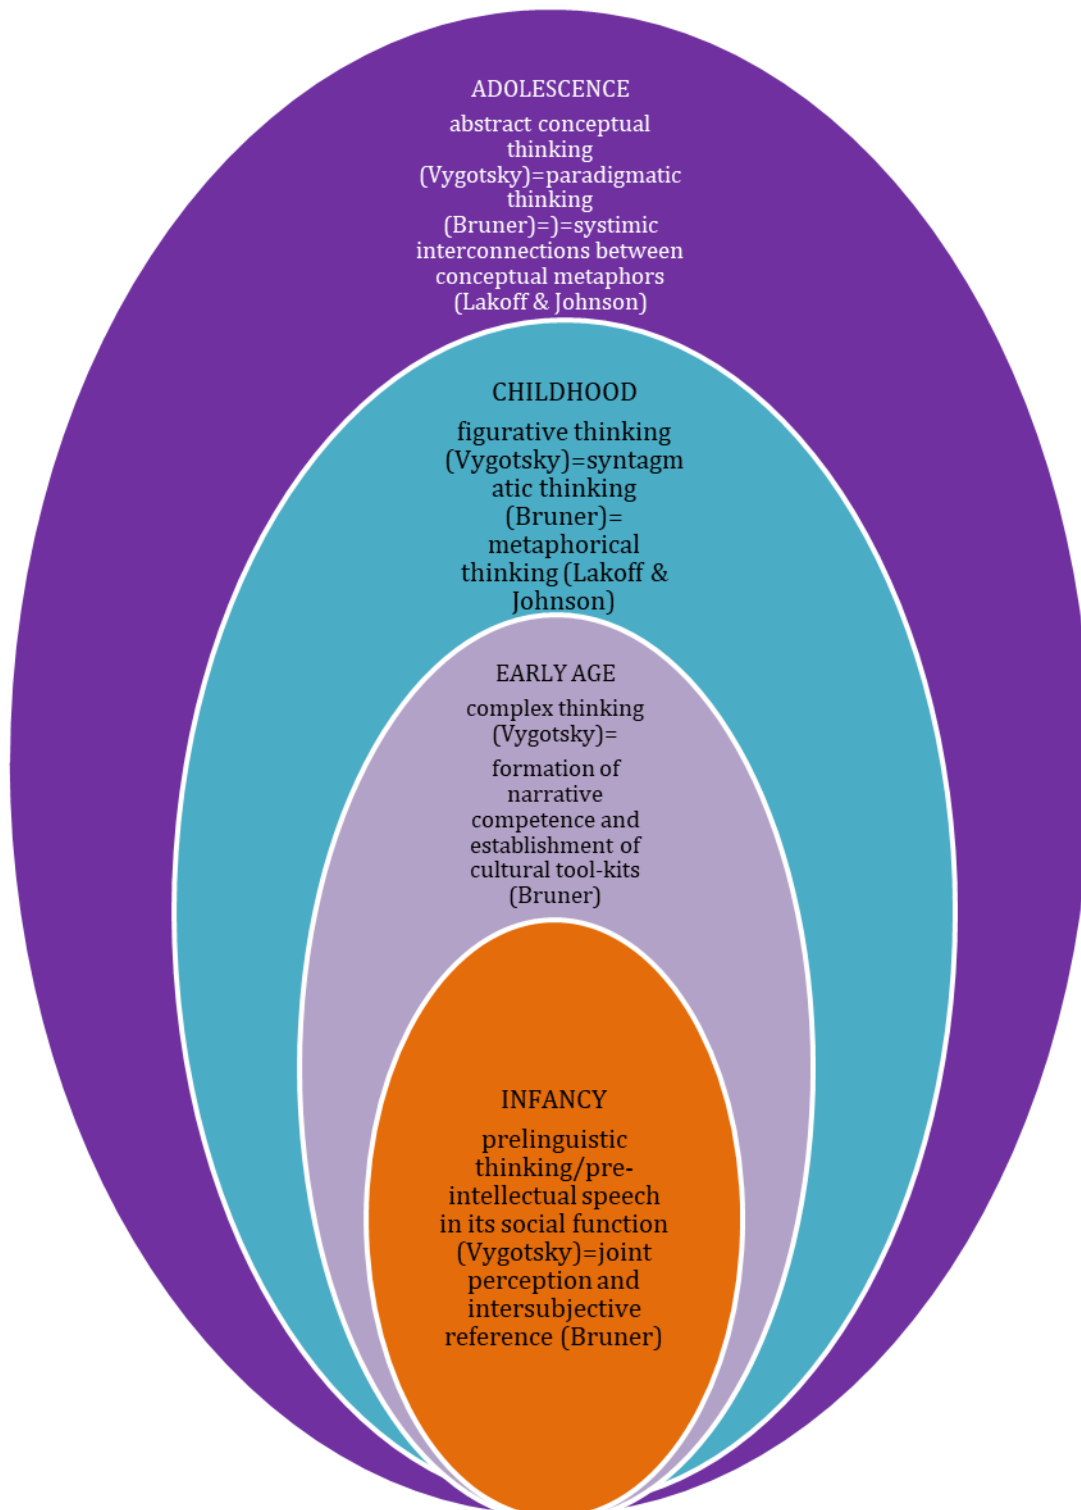 ADOLESCENCE
abstract conceptual
thinking
(Vygotsky)=paradigmatic
thinking
(Bruner)=)=systimic
interconnections between
conceptual metaphors
(Lakoff & Johnson)
CHILDHOOD
figurative thinking
(Vygotsky)=syntagm
atic thinking
(Bruner)=
metaphorical
thinking (Lakoff &
Johnson)
EARLY AGE
complex thinking
(Vygotsky)=
formation of
narrative
competence and
establishment of
cultural tool-kits
(Bruner)
INFANCY
prelinguistic
thinking/pre-
intellectual speech
in its social function
(Vygotsky)=joint
perception and
intersubjective
reference (Bruner)